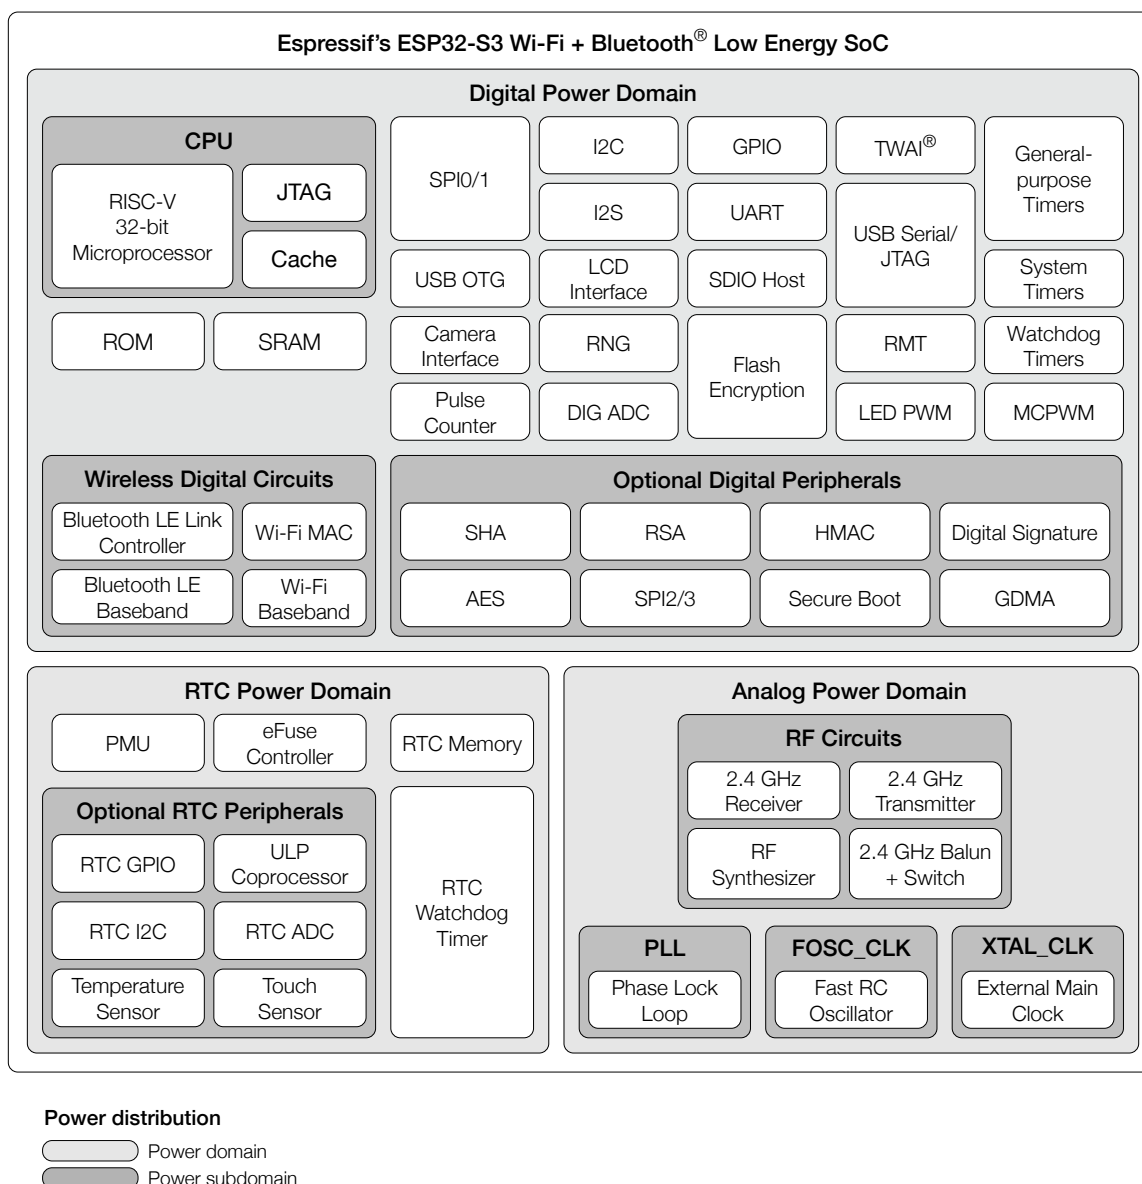 Espressif's ESP32-S3 Wi-Fi + Bluetooth® Low Energy SoC
Digital Power Domain
CPU
RISC-V
32-bit
Microprocessor
JTAG
Cache
ROM
SRAM
SPI0/1
I2C
GPIO
TWAI®
General-
purpose
Timers
I2S
UART
USB Serial/
JTAG
USB OTG
LCD
Interface
SDIO Host
System
Timers
Camera
Interface
RNG
Flash
Encryption
RMT
Watchdog
Timers
Pulse
Counter
DIG ADC
LED PWM
MCPWM
Wireless Digital Circuits
Bluetooth LE Link
Controller
Wi-Fi MAC
Bluetooth LE
Baseband
Wi-Fi
Baseband
Optional Digital Peripherals
SHA
RSA
HMAC
Digital Signature
AES
SPI2/3
Secure Boot
GDMA
RTC Power Domain
PMU
eFuse
Controller
RTC Memory
Optional RTC Peripherals
RTC GPIO
ULP
Coprocessor
RTC I2C
RTC ADC
Temperature
Sensor
Touch
Sensor
RTC
Watchdog
Timer
Analog Power Domain
RF Circuits
2.4 GHz
Receiver
2.4 GHz
Transmitter
RF
Synthesizer
2.4 GHz Balun
+ Switch
PLL
Phase Lock
Loop
FOSC_CLK
Fast RC
Oscillator
XTAL_CLK
External Main
Clock
Power distribution
Power domain
Power subdomain